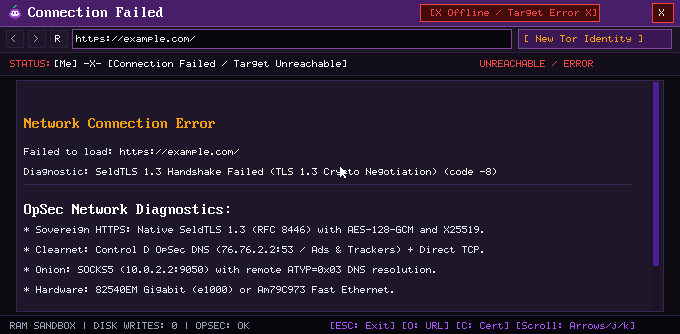 Connection Failed
[X Offline / Target Error X]
X
< > R https://example.com/ [ New Tor Identity ]
STATUS: [Me] -X- [Connection Failed / Target Unreachable] UNREACHABLE / ERROR
Network Connection Error
Failed to load: https://example.com/
Diagnostic: SeldTLS 1.3 Handshake Failed (TLS 1.3 Crypto Negotiation) (code -8)
OpSec Network Diagnostics:
* Sovereign HTTPS: Native SeldTLS 1.3 (RFC 8446) with AES-128-GCM and X25519.
* Clearnet: Control D OpSec DNS (76.76.2.2:53 / Ads & Trackers) + Direct TCP.
* Onion: SOCKS5 (10.0.2.2:9050) with remote ATYP=0x03 DNS resolution.
* Hardware: 82540EM Gigabit (e1000) or Am79C973 Fast Ethernet.
RAM SANDBOX | DISK WRITES: 0 | OPSEC: OK [ESC: Exit] [O: URL] [C: Cert] [Scroll: Arrows/j/k]